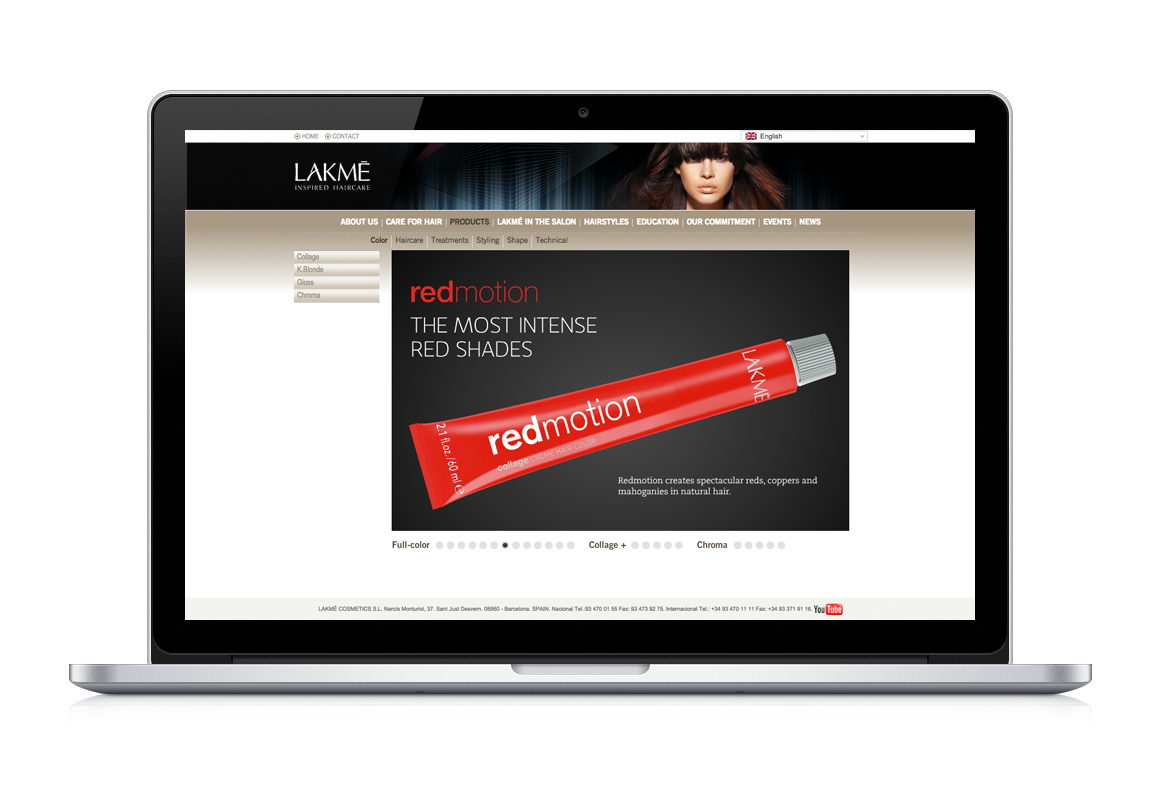 HOME CONTACT
English
LAKMĒ
INSPIRED HAIRCARE
ABOUT US | CARE FOR HAIR | PRODUCTS | LAKMÉ IN THE SALON | HAIRSTYLES | EDUCATION | OUR COMMITMENT | EVENTS | NEWS
Color | Haircare | Treatments | Styling | Shape | Technical
Collage
K.Blonde
Gloss
Chroma
redmotion
THE MOST INTENSE
RED SHADES
LAKMĒ
redmotion
collage CREME HAIR COLOR
2.1 fl.oz./60 ml ℮
Redmotion creates spectacular reds, coppers and
mahoganies in natural hair.
Full-color Collage + Chroma
LAKMÉ COSMETICS S.L. Narcís Monturiol, 37. Sant Just Desvern. 08960 - Barcelona. SPAIN. Nacional Tel.:93 470 01 55 Fax: 93 473 92 75. Internacional Tel.: +34 93 470 11 11 Fax: +34 93 371 91 16. YouTube